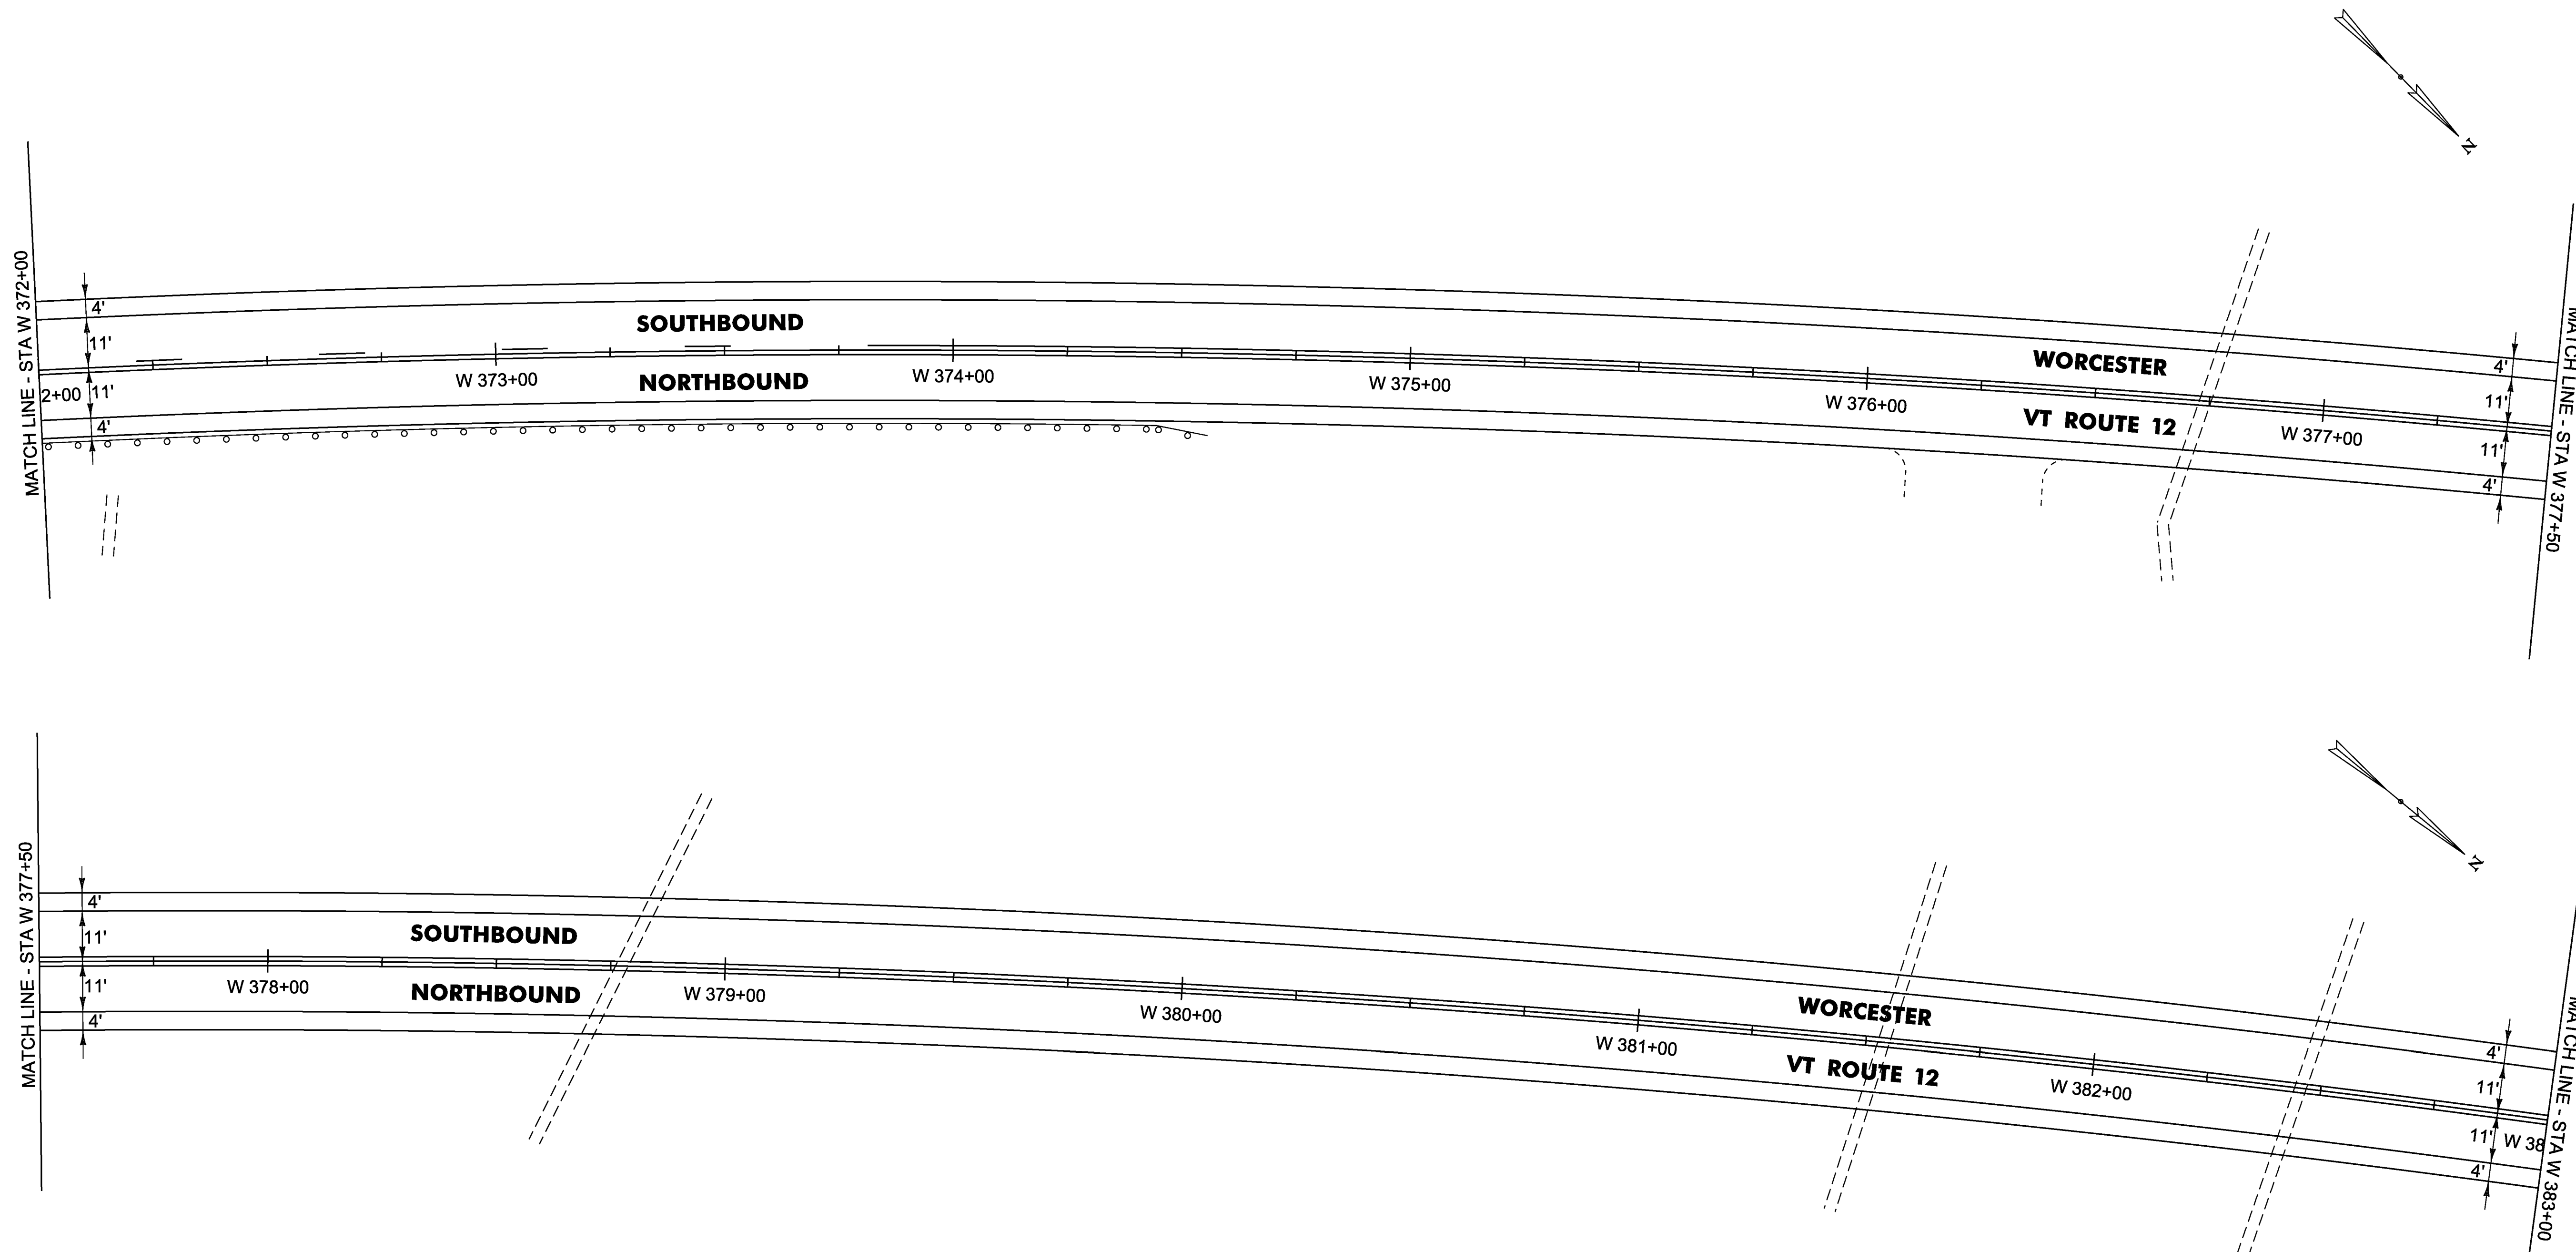 N
MATCH LINE - STA W 372+00
4'
11'
11'
4'
2+00
SOUTHBOUND
NORTHBOUND
W 373+00
W 374+00
W 375+00
W 376+00
WORCESTER
VT ROUTE 12
W 377+00
4'
11'
11'
4'
MATCH LINE - STA W 377+50
N
MATCH LINE - STA W 377+50
4'
11'
11'
4'
W 378+00
SOUTHBOUND
NORTHBOUND
W 379+00
W 380+00
W 381+00
WORCESTER
VT ROUTE 12
W 382+00
4'
11'
11'
4'
W 38
MATCH LINE - STA W 383+00